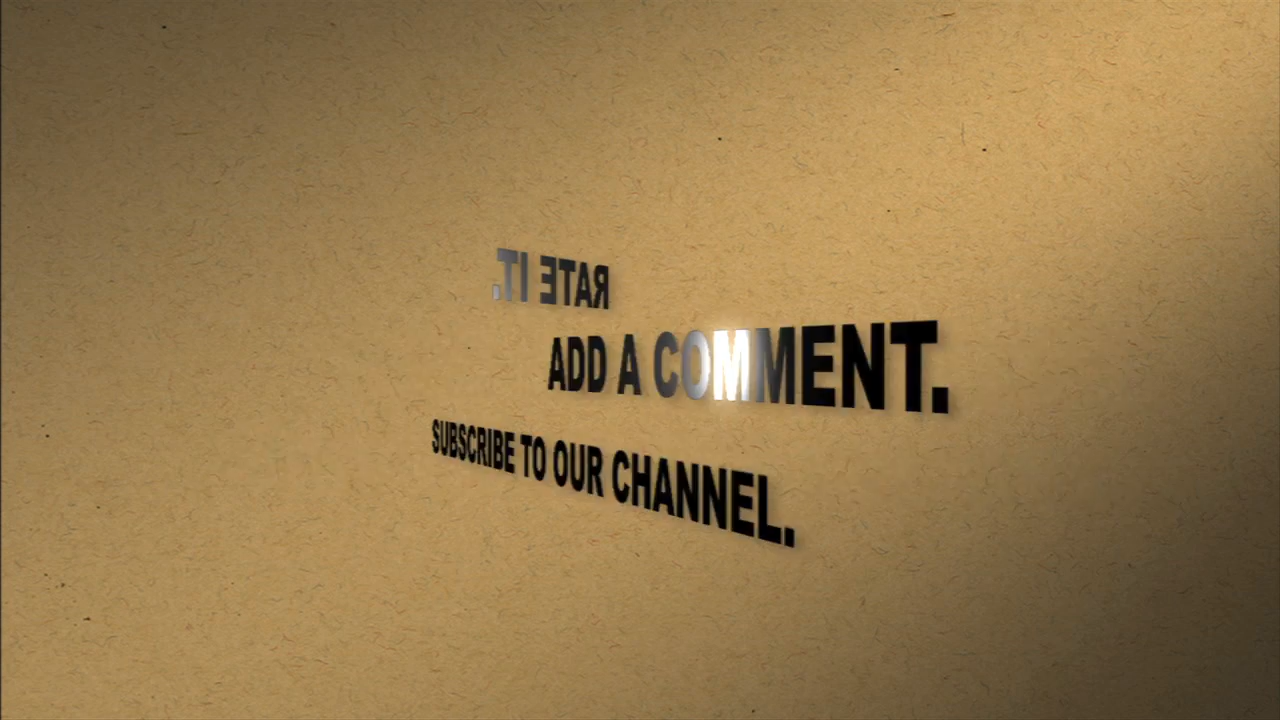 RATE IT.
ADD A COMMENT.
SUBSCRIBE TO OUR CHANNEL.